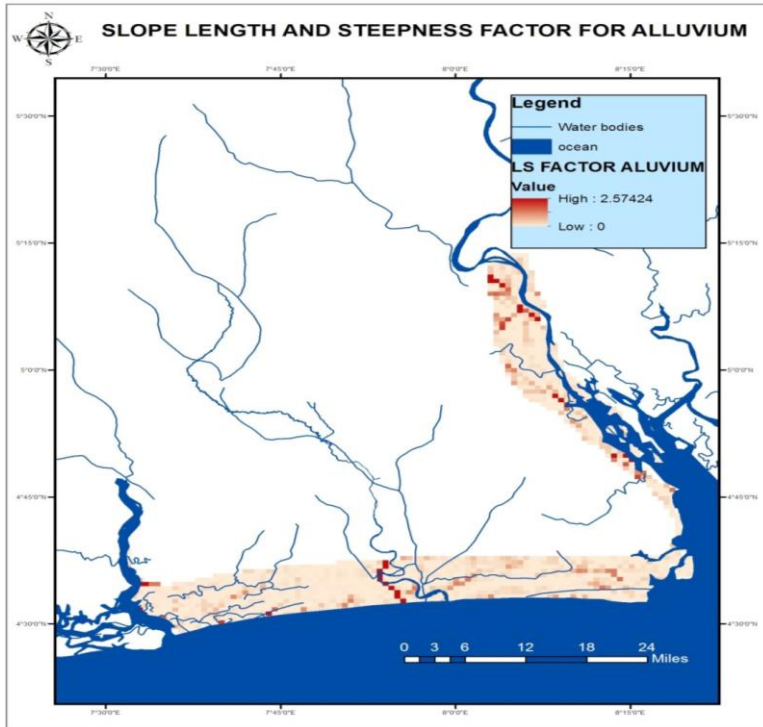 N
W E
S
SLOPE LENGTH AND STEEPNESS FACTOR FOR ALLUVIUM
7°30'0"E 7°45'0"E 8°0'0"E 8°15'0"E
Legend
Water bodies
ocean
LS FACTOR ALUVIUM
Value
High : 2.57424
Low : 0
5°30'0"N 5°30'0"N
5°15'0"N 5°15'0"N
5°0'0"N 5°0'0"N
4°45'0"N 4°45'0"N
4°30'0"N 4°30'0"N
0 3 6 12 18 24
Miles
7°30'0"E 7°45'0"E 8°0'0"E 8°15'0"E